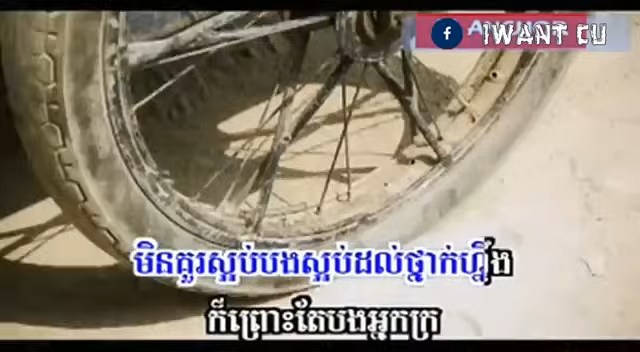 IWANT CU
មិនគួរស្អប់បងស្អប់ដល់ថ្នាក់ហ្នឹង
ក៏ព្រោះតែបងអ្នកក្រ